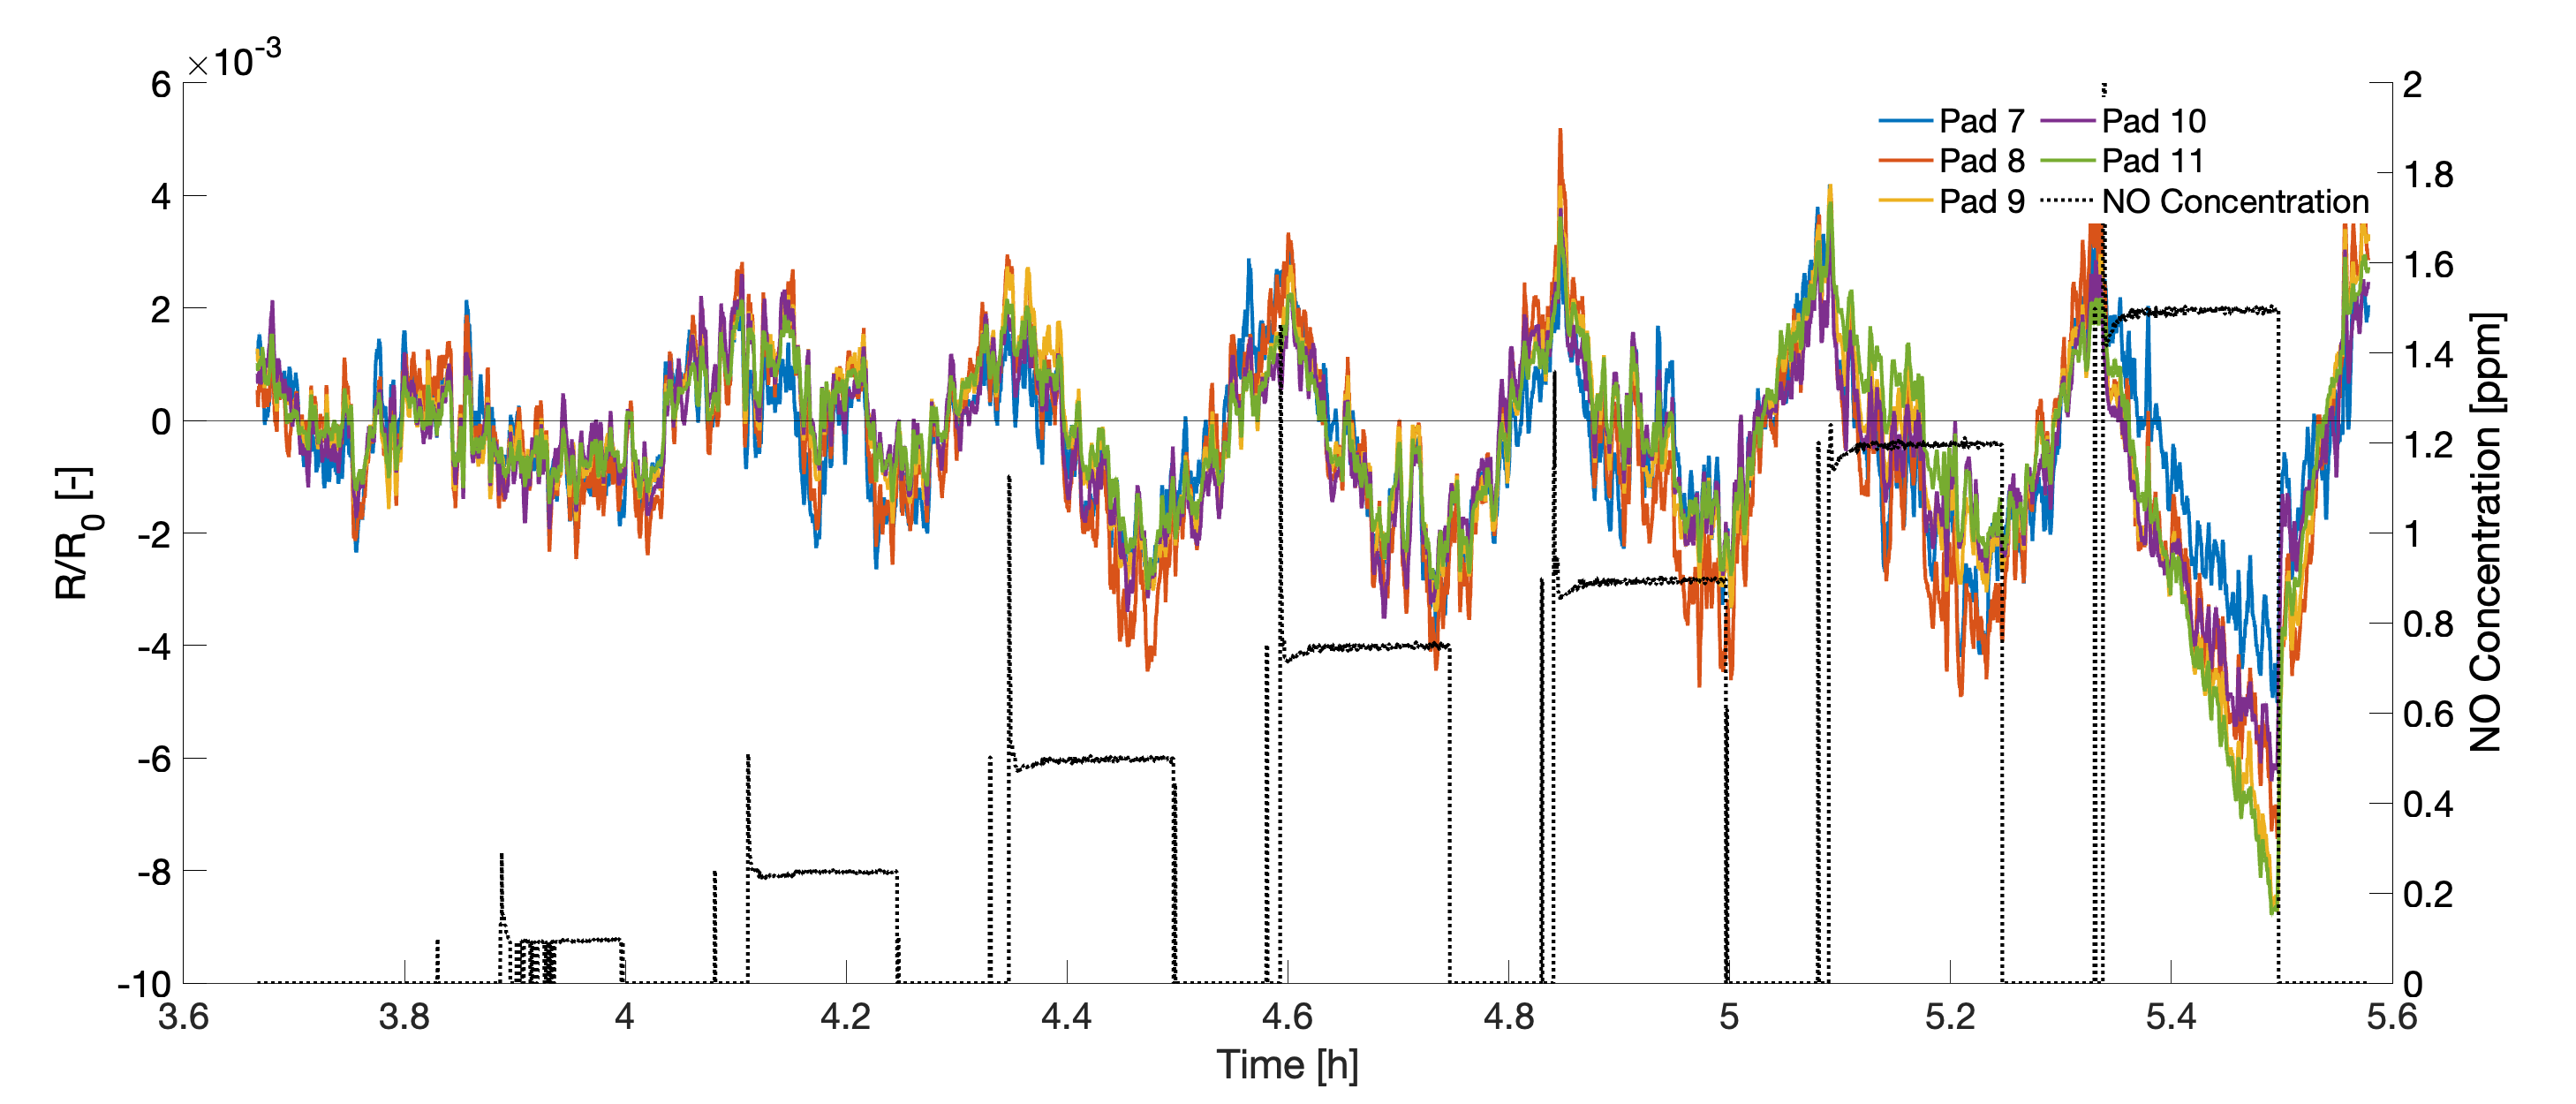 ×10-3
6
4
2
0
-2
-4
-6
-8
-10
R/R0 [-]
Pad 7
Pad 8
Pad 9
Pad 10
Pad 11
NO Concentration
2
1.8
1.6
1.4
1.2
1
0.8
0.6
0.4
0.2
0
NO Concentration [ppm]
3.6 3.8 4 4.2 4.4 4.6 4.8 5 5.2 5.4 5.6
Time [h]